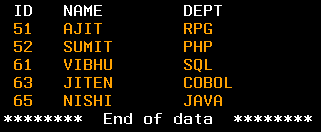 ID NAME DEPT
51 AJIT RPG
52 SUMIT PHP
61 VIBHU SQL
63 JITEN COBOL
65 NISHI JAVA
******** End of data ********